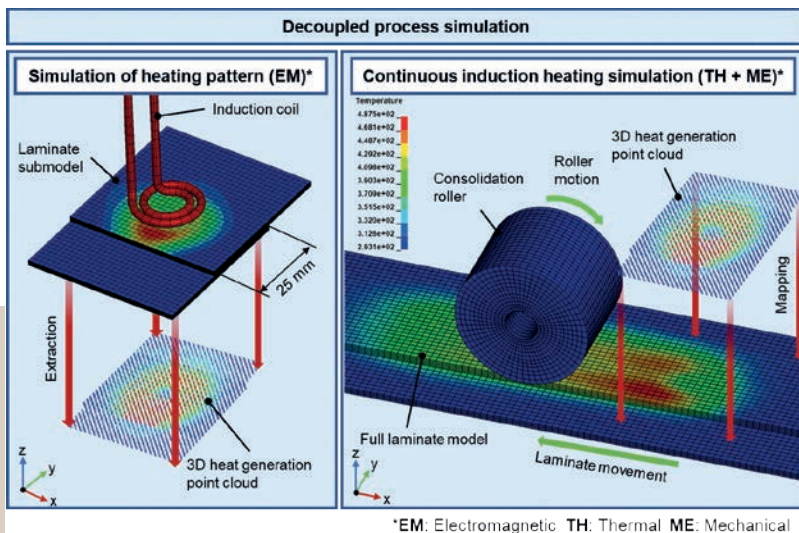 Decoupled process simulation
Simulation of heating pattern (EM)*
Induction coil
Laminate
submodel
25 mm
Extraction
3D heat generation
point cloud
z
y
x
Continuous induction heating simulation (TH + ME)*
Temperature
4.875e+02
4.681e+02
4.487e+02
4.292e+02
4.098e+02
3.903e+02
3.709e+02
3.515e+02
3.320e+02
3.126e+02
2.931e+02
Consolidation
roller
Roller
motion
3D heat generation
point cloud
Mapping
Full laminate model
Laminate movement
z
y
x
*EM: Electromagnetic TH: Thermal ME: Mechanical